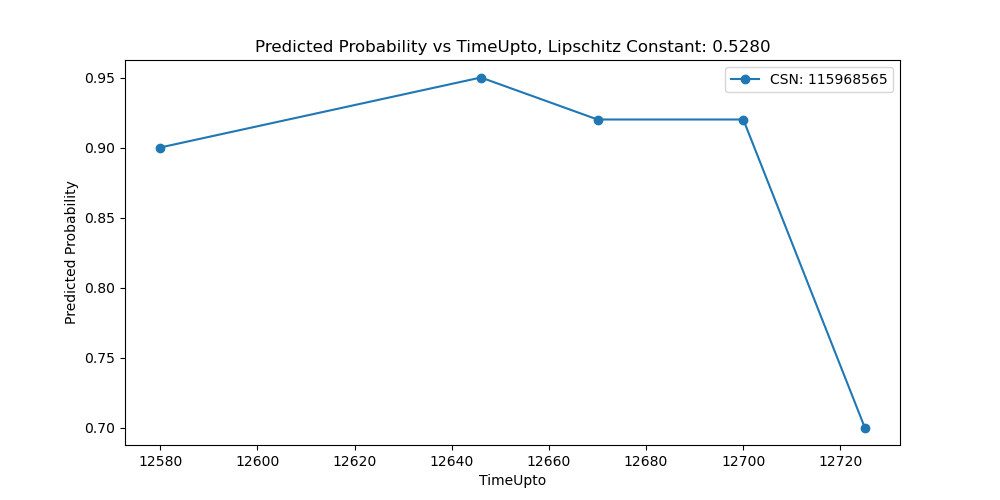 Predicted Probability vs TimeUpto, Lipschitz Constant: 0.5280
CSN: 115968565
Predicted Probability
0.95
0.90
0.85
0.80
0.75
0.70
12580 12600 12620 12640 12660 12680 12700 12720
TimeUpto